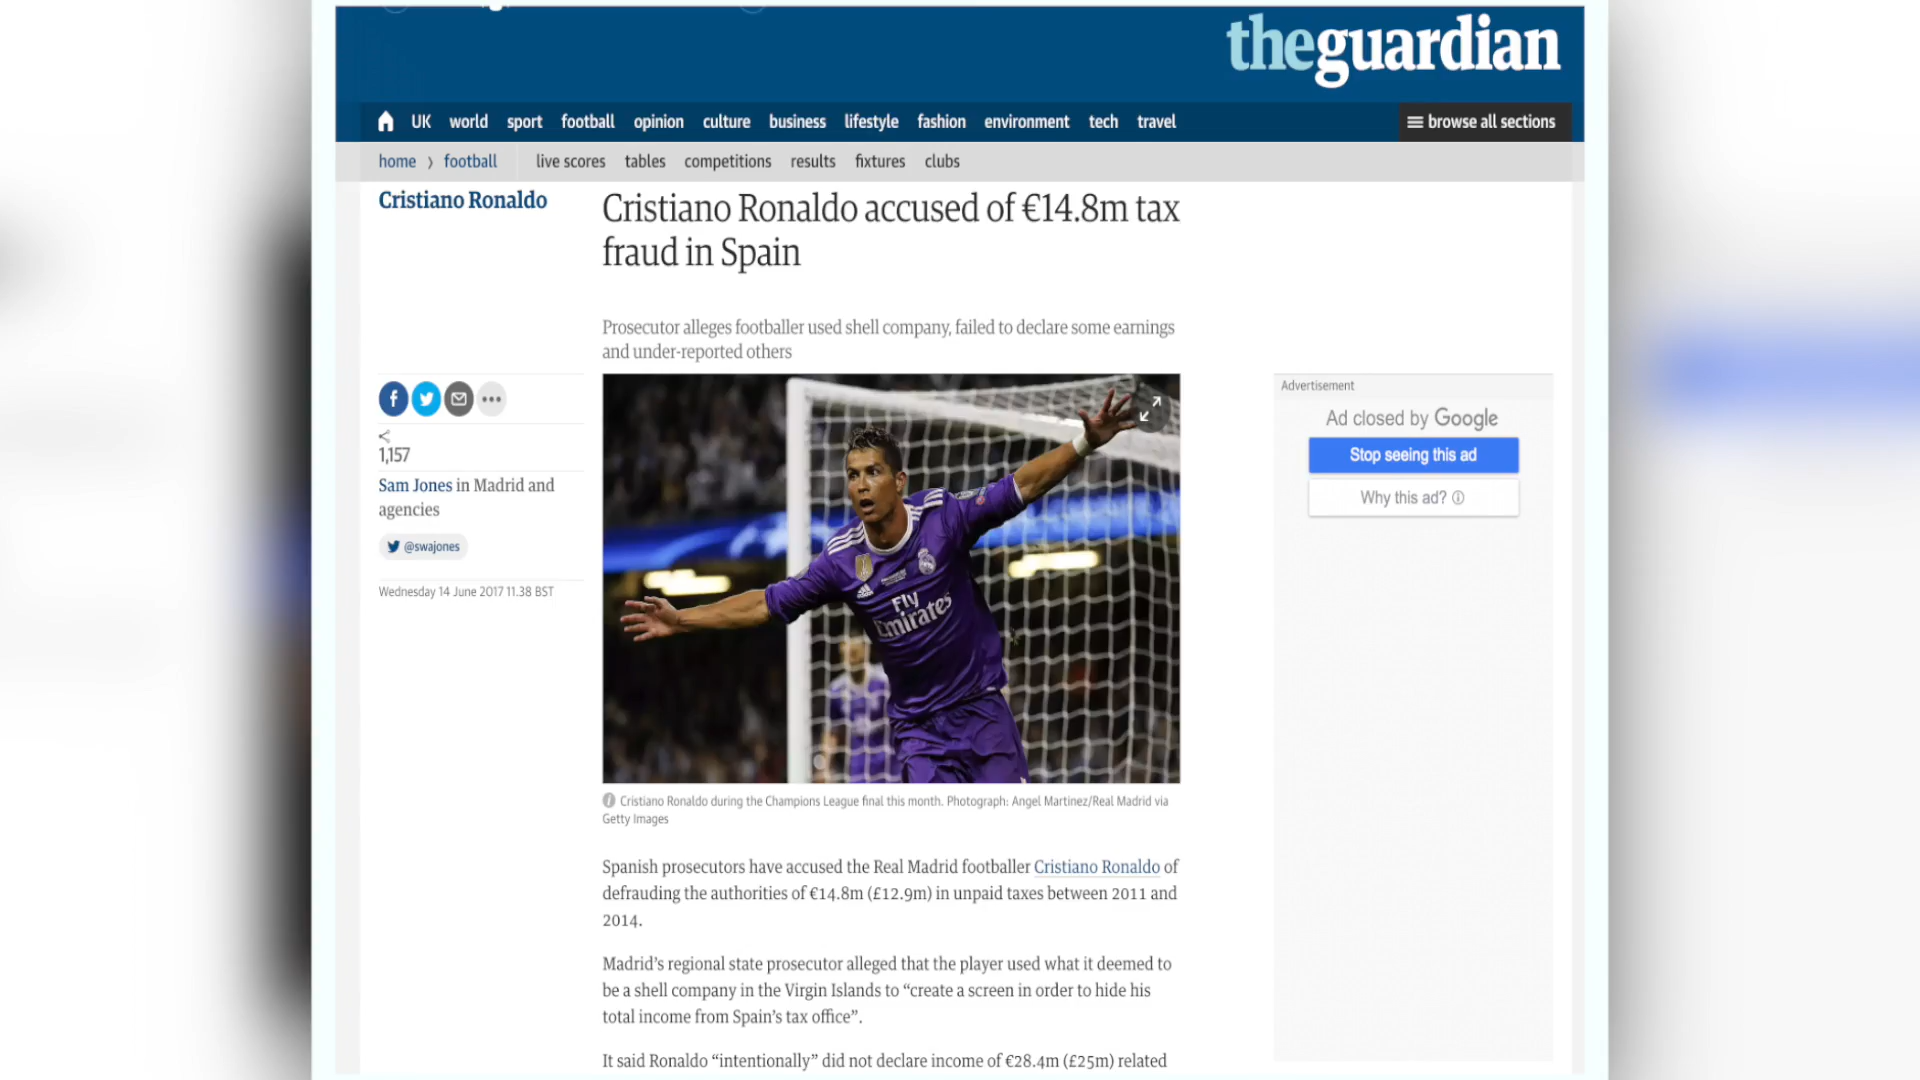 theguardian
UK world sport football opinion culture business lifestyle fashion environment tech travel
browse all sections
home football live scores tables competitions results fixtures clubs
Cristiano Ronaldo
Cristiano Ronaldo accused of €14.8m tax
fraud in Spain
Prosecutor alleges footballer used shell company, failed to declare some earnings
and under-reported others
1,157
Sam Jones in Madrid and
agencies
@swajones
Wednesday 14 June 2017 11.38 BST
Fly
Emirates
Cristiano Ronaldo during the Champions League final this month. Photograph: Angel Martinez/Real Madrid via
Getty Images
Spanish prosecutors have accused the Real Madrid footballer Cristiano Ronaldo of
defrauding the authorities of €14.8m (£12.9m) in unpaid taxes between 2011 and
2014.
Madrid’s regional state prosecutor alleged that the player used what it deemed to
be a shell company in the Virgin Islands to “create a screen in order to hide his
total income from Spain’s tax office”.
It said Ronaldo “intentionally” did not declare income of €28.4m (£25m) related
Advertisement
Ad closed by Google
Stop seeing this ad
Why this ad?